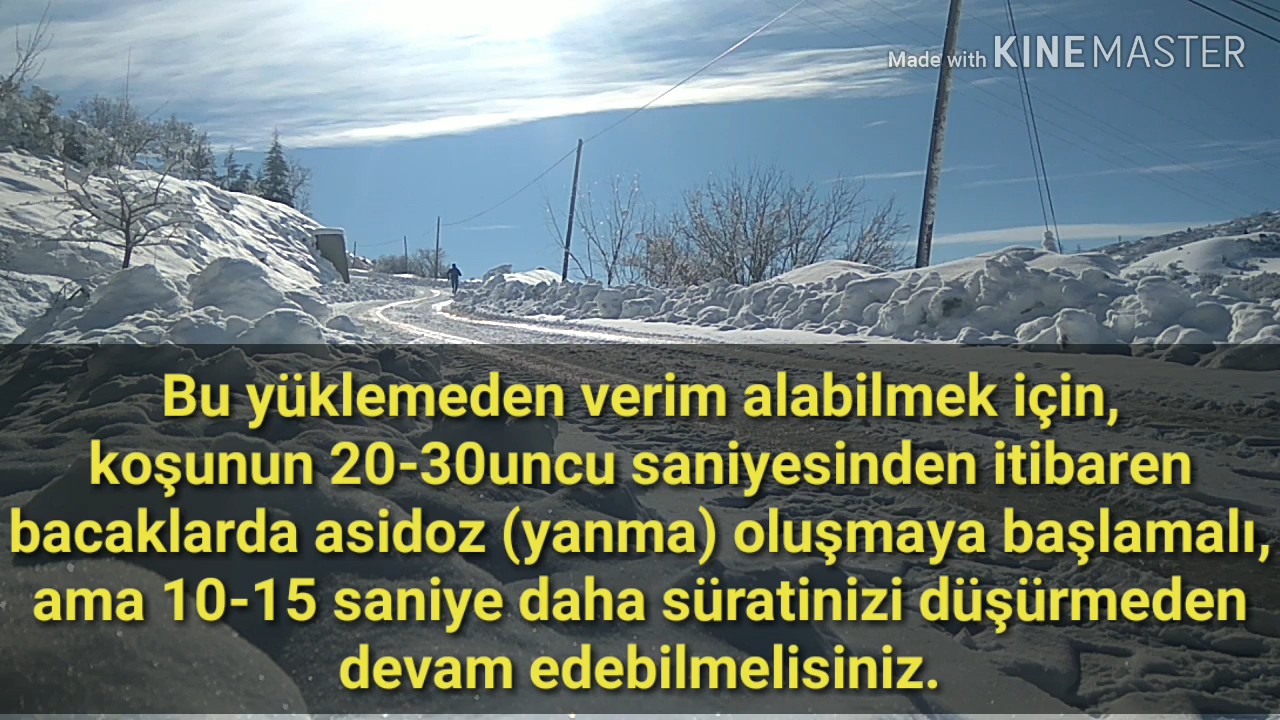 Made with KINEMASTER
Bu yüklemeden verim alabilmek için,
koşunun 20-30uncu saniyesinden itibaren
bacaklarda asidoz (yanma) oluşmaya başlamalı,
ama 10-15 saniye daha süratinizi düşürmeden
devam edebilmelisiniz.